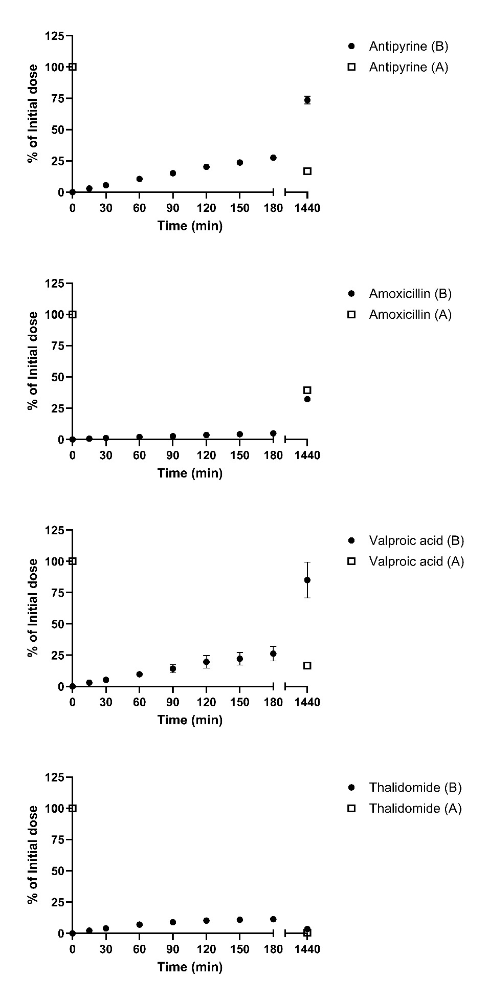 125
100
75
50
25
0
% of Initial dose
0 30 60 90 120 150 180 1440
Time (min)
Antipyrine (B)
Antipyrine (A)
125
100
75
50
25
0
% of Initial dose
0 30 60 90 120 150 180 1440
Time (min)
Amoxicillin (B)
Amoxicillin (A)
125
100
75
50
25
0
% of Initial dose
0 30 60 90 120 150 180 1440
Time (min)
Valproic acid (B)
Valproic acid (A)
125
100
75
50
25
0
% of Initial dose
0 30 60 90 120 150 180 1440
Time (min)
Thalidomide (B)
Thalidomide (A)